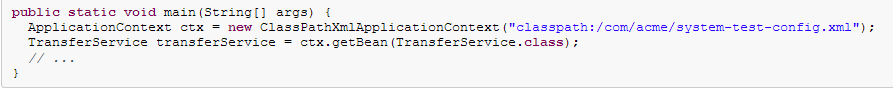 public static void main(String[] args) {
  ApplicationContext ctx = new ClassPathXmlApplicationContext("classpath:/com/acme/system-test-config.xml");
  TransferService transferService = ctx.getBean(TransferService.class);
  // ...
}